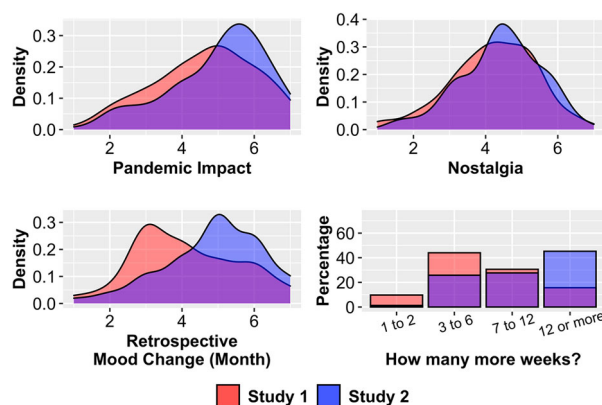 Density
0.3
0.2
0.1
0.0
2 4 6
Pandemic Impact
Density
0.4
0.3
0.2
0.1
0.0
2 4 6
Nostalgia
Density
0.3
0.2
0.1
0.0
2 4 6
Retrospective
Mood Change (Month)
Percentage
60
40
20
0
1 to 2 3 to 6 7 to 12 12 or more
How many more weeks?
Study 1 Study 2